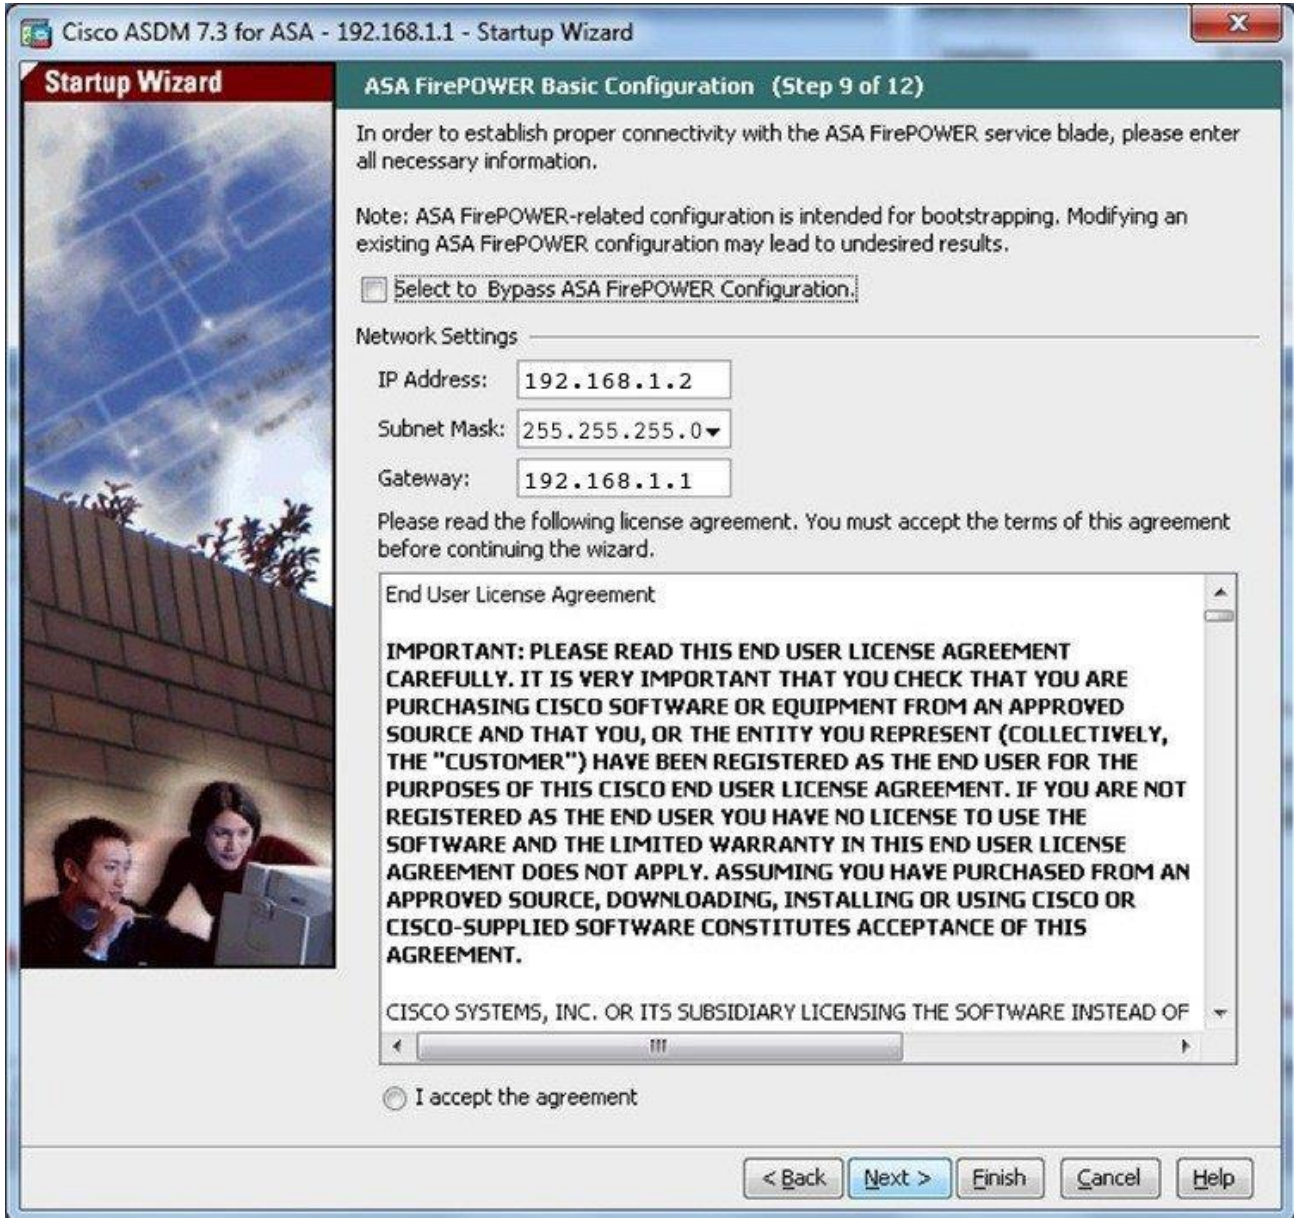 Cisco ASDM 7.3 for ASA - 192.168.1.1 - Startup Wizard
Startup Wizard
ASA FirePOWER Basic Configuration (Step 9 of 12)
In order to establish proper connectivity with the ASA FirePOWER service blade, please enter
all necessary information.
Note: ASA FirePOWER-related configuration is intended for bootstrapping. Modifying an
existing ASA FirePOWER configuration may lead to undesired results.
Select to Bypass ASA FirePOWER Configuration.
Network Settings
IP Address: 192.168.1.2
Subnet Mask: 255.255.255.0
Gateway: 192.168.1.1
Please read the following license agreement. You must accept the terms of this agreement
before continuing the wizard.
End User License Agreement
IMPORTANT: PLEASE READ THIS END USER LICENSE AGREEMENT
CAREFULLY. IT IS VERY IMPORTANT THAT YOU CHECK THAT YOU ARE
PURCHASING CISCO SOFTWARE OR EQUIPMENT FROM AN APPROVED
SOURCE AND THAT YOU, OR THE ENTITY YOU REPRESENT (COLLECTIVELY,
THE "CUSTOMER") HAVE BEEN REGISTERED AS THE END USER FOR THE
PURPOSES OF THIS CISCO END USER LICENSE AGREEMENT. IF YOU ARE NOT
REGISTERED AS THE END USER YOU HAVE NO LICENSE TO USE THE
SOFTWARE AND THE LIMITED WARRANTY IN THIS END USER LICENSE
AGREEMENT DOES NOT APPLY. ASSUMING YOU HAVE PURCHASED FROM AN
APPROVED SOURCE, DOWNLOADING, INSTALLING OR USING CISCO OR
CISCO-SUPPLIED SOFTWARE CONSTITUTES ACCEPTANCE OF THIS
AGREEMENT.
CISCO SYSTEMS, INC. OR ITS SUBSIDIARY LICENSING THE SOFTWARE INSTEAD OF
I accept the agreement
< Back Next > Finish Cancel Help